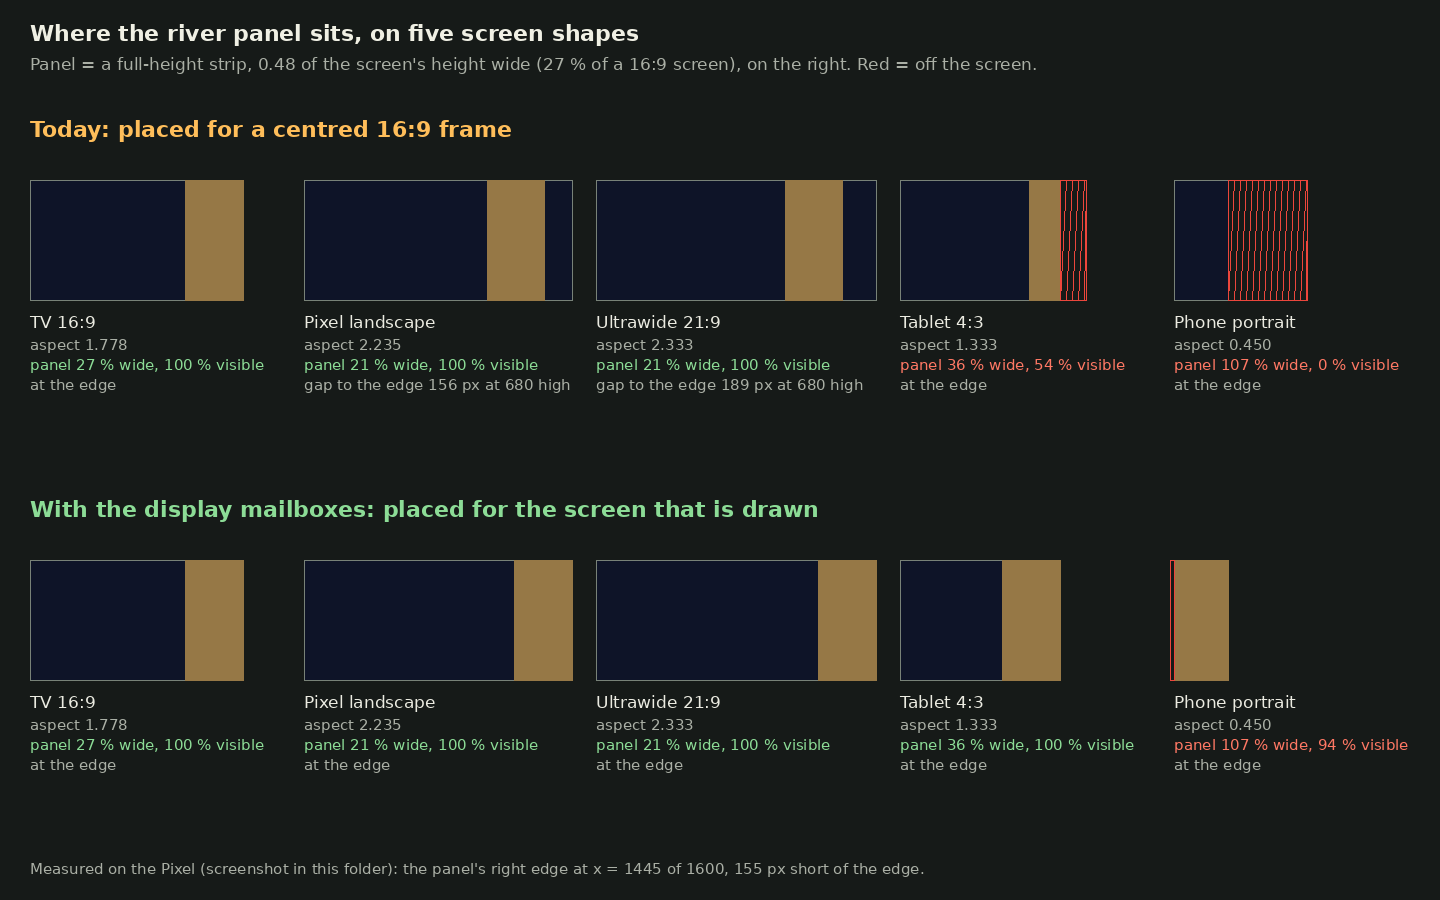 Where the river panel sits, on five screen shapes
Panel = a full-height strip, 0.48 of the screen's height wide (27 % of a 16:9 screen), on the right. Red = off the screen.
Today: placed for a centred 16:9 frame
TV 16:9
aspect 1.778
panel 27 % wide, 100 % visible
at the edge
Pixel landscape
aspect 2.235
panel 21 % wide, 100 % visible
gap to the edge 156 px at 680 high
Ultrawide 21:9
aspect 2.333
panel 21 % wide, 100 % visible
gap to the edge 189 px at 680 high
Tablet 4:3
aspect 1.333
panel 36 % wide, 54 % visible
at the edge
Phone portrait
aspect 0.450
panel 107 % wide, 0 % visible
at the edge
With the display mailboxes: placed for the screen that is drawn
TV 16:9
aspect 1.778
panel 27 % wide, 100 % visible
at the edge
Pixel landscape
aspect 2.235
panel 21 % wide, 100 % visible
at the edge
Ultrawide 21:9
aspect 2.333
panel 21 % wide, 100 % visible
at the edge
Tablet 4:3
aspect 1.333
panel 36 % wide, 100 % visible
at the edge
Phone portrait
aspect 0.450
panel 107 % wide, 94 % visible
at the edge
Measured on the Pixel (screenshot in this folder): the panel's right edge at x = 1445 of 1600, 155 px short of the edge.